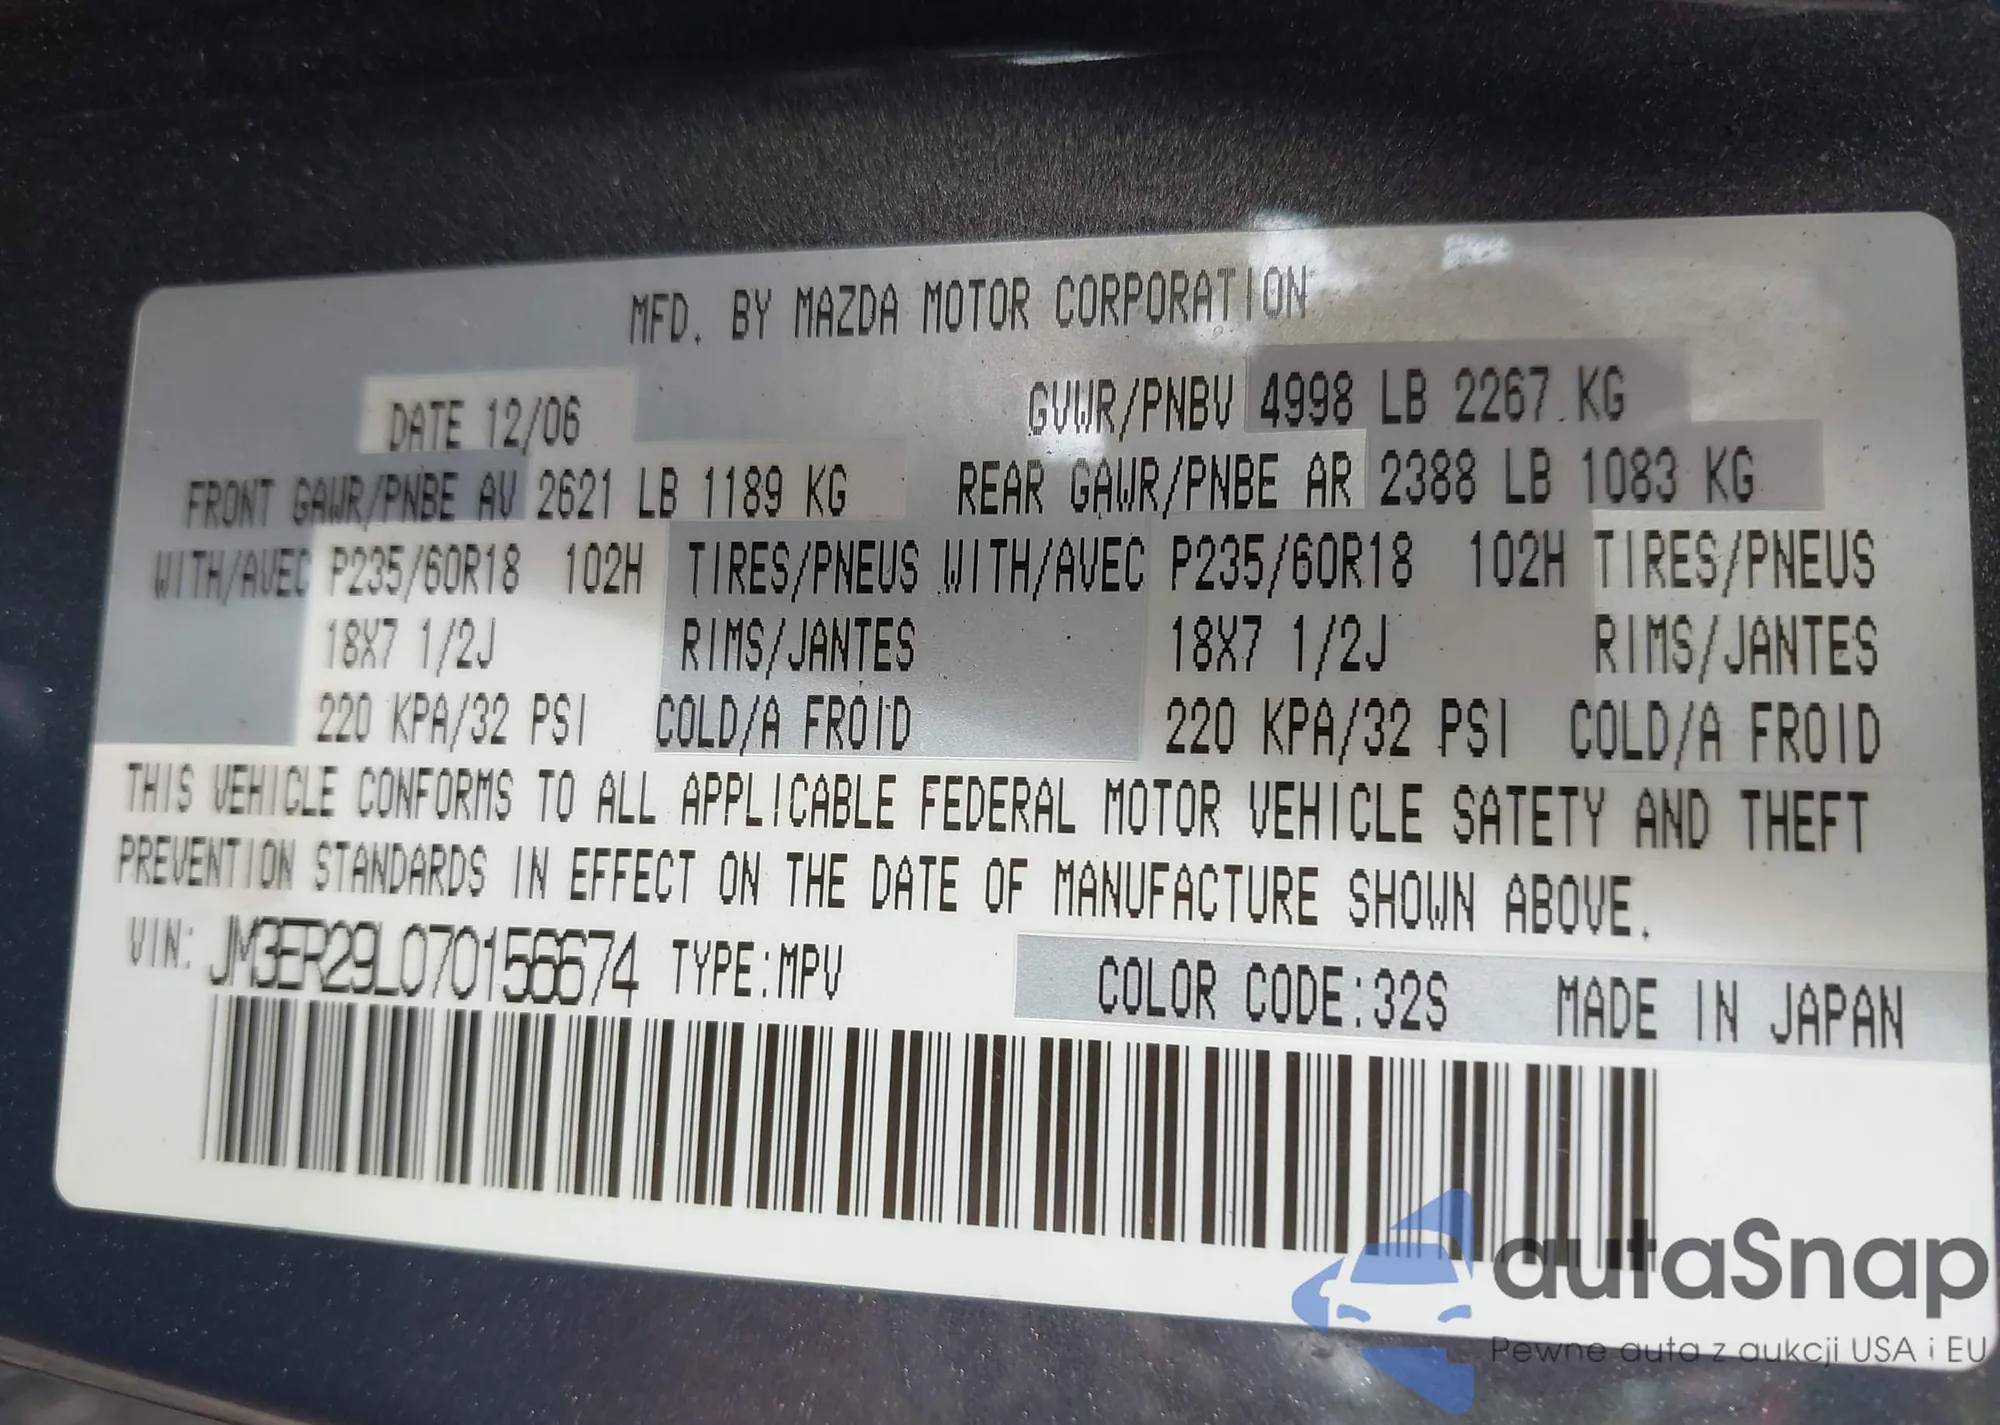 MFD. BY MAZDA MOTOR CORPORATION
DATE 12/06 GVWR/PNBV 4998 LB 2267 KG
FRONT GAWR/PNBE AV 2621 LB 1189 KG REAR GAWR/PNBE AR 2388 LB 1083 KG
WITH/AVEC P235/60R18 102H TIRES/PNEUS WITH/AVEC P235/60R18 102H TIRES/PNEUS
18X7 1/2J RIMS/JANTES 18X7 1/2J RIMS/JANTES
220 KPA/32 PSI COLD/A FROID 220 KPA/32 PSI COLD/A FROID
THIS VEHICLE CONFORMS TO ALL APPLICABLE FEDERAL MOTOR VEHICLE SATETY AND THEFT
PREVENTION STANDARDS IN EFFECT ON THE DATE OF MANUFACTURE SHOWN ABOVE.
VIN: JM3ER29L070156674 TYPE:MPV COLOR CODE:32S MADE IN JAPAN
autaSnap
Pewne auta z aukcji USA i EU